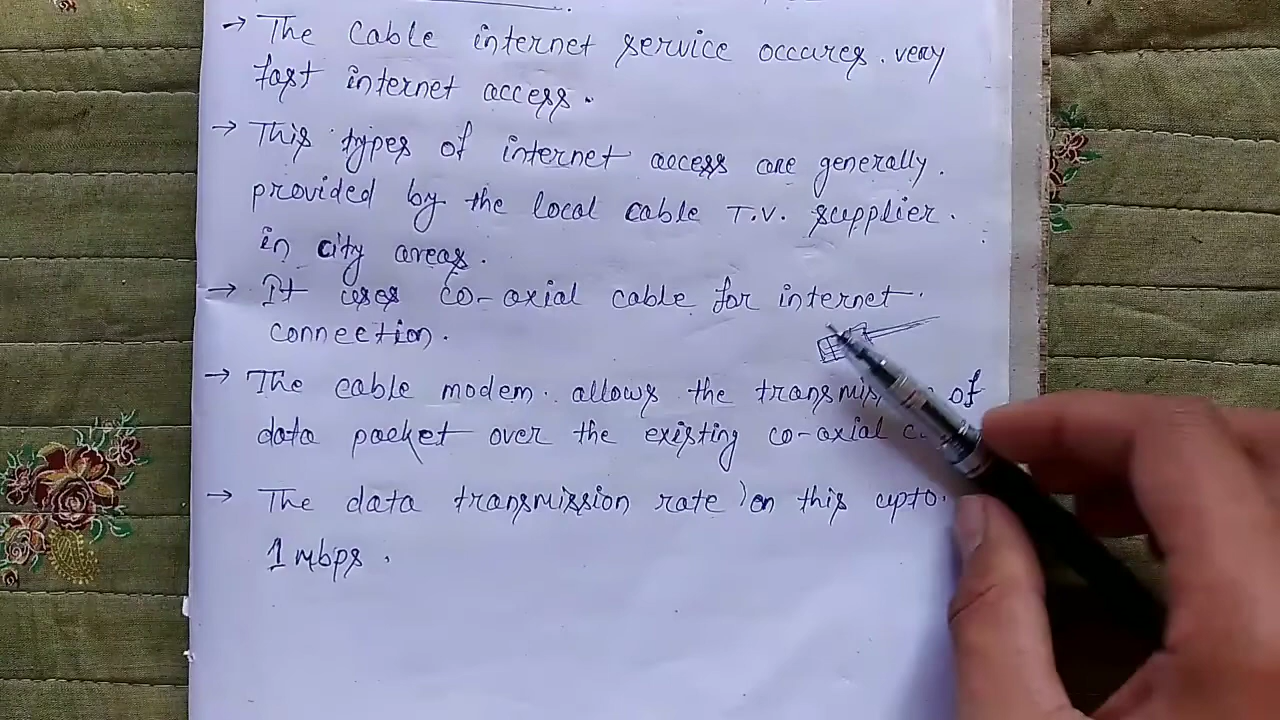 → The cable internet service occures. very
fast internet access.
→ This types of internet access are generally.
provided by the local cable T.V. supplier.
in city areas.
→ It uses co-axial cable for internet.
connection.
→ The cable modem. allows the of
data packet over the existing co-axial
→ The data transmission rate on this upto.
1 mbps.